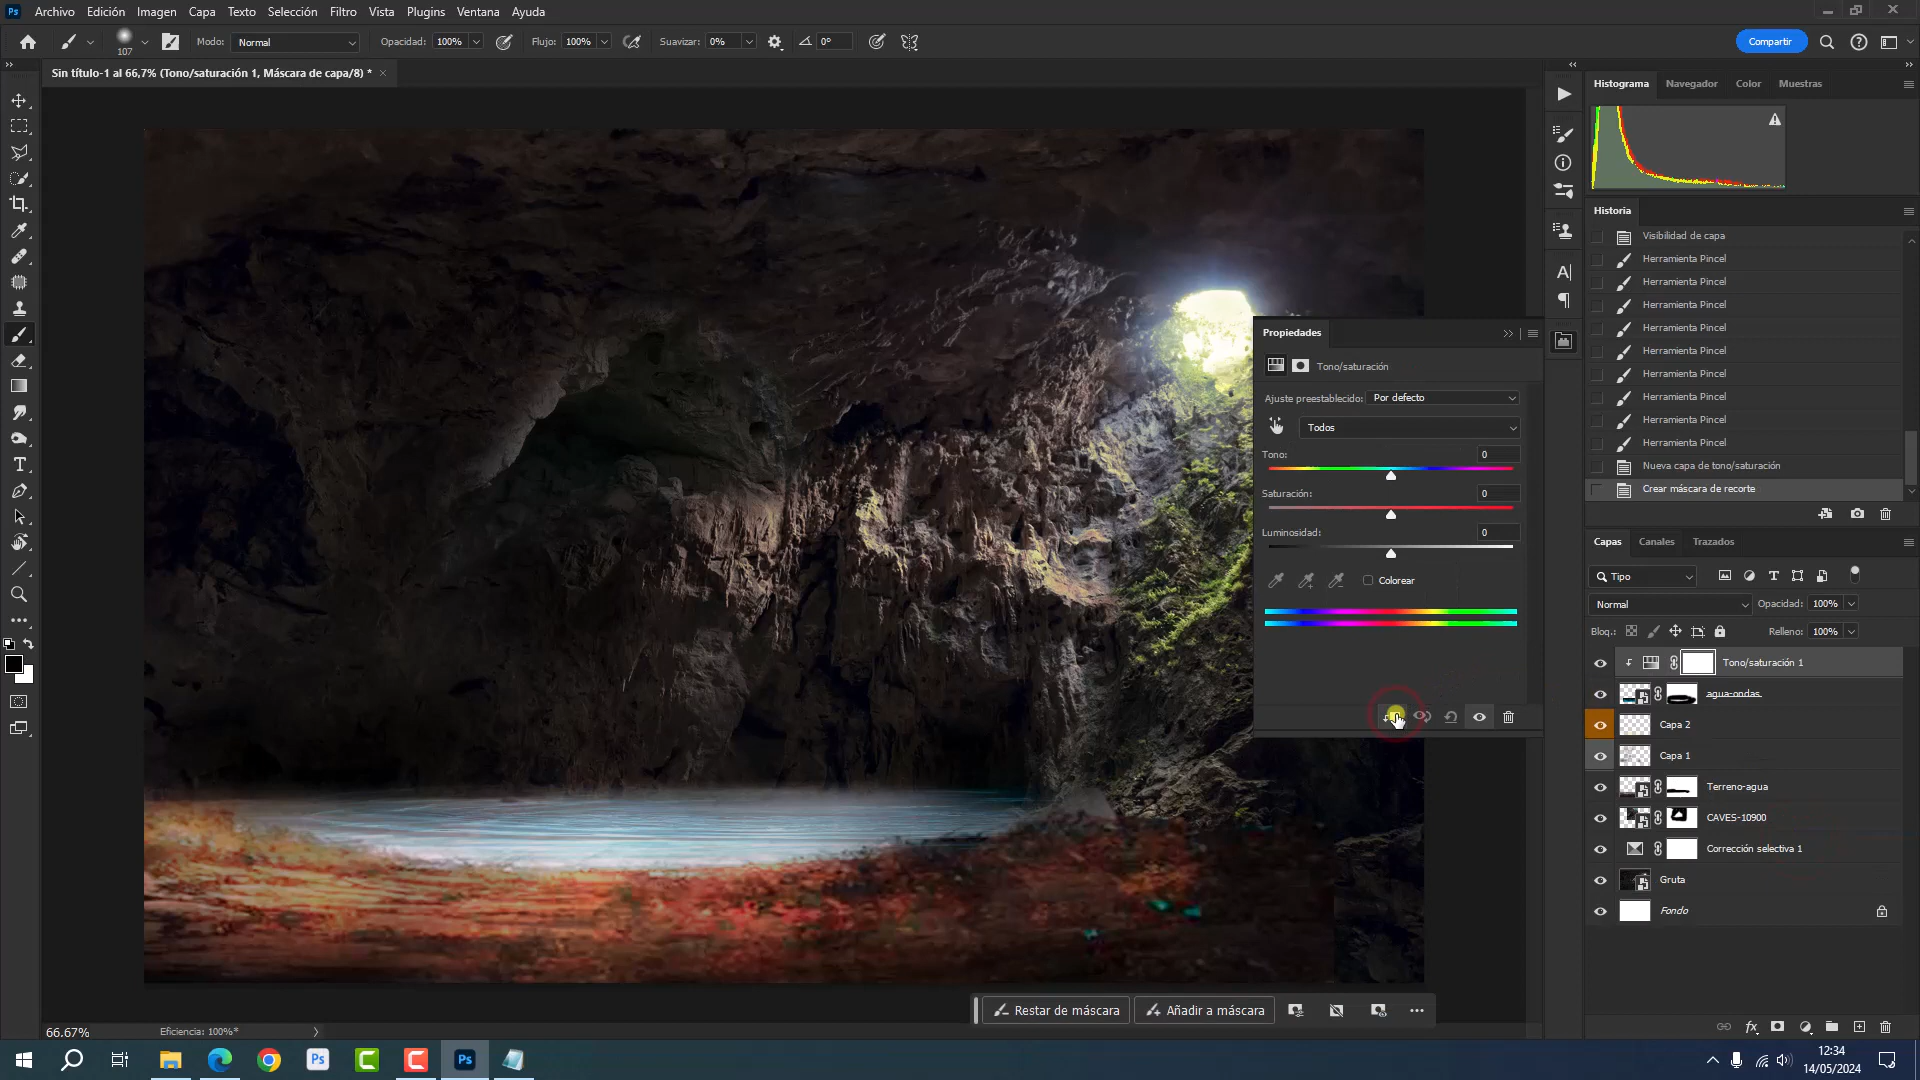 Ps Archivo Edición Imagen Capa Texto Selección Filtro Vista Plugins Ventana Ayuda
107 Modo: Normal Opacidad: 100% Flujo: 100% Suavizar: 0% 0° Compartir
Sin título-1 al 66,7% (Tono/saturación 1, Máscara de capa/8) *
Histograma Navegador Color Muestras
Historia
Visibilidad de capa
Herramienta Pincel
Herramienta Pincel
Herramienta Pincel
Herramienta Pincel
Herramienta Pincel
Herramienta Pincel
Herramienta Pincel
Herramienta Pincel
Herramienta Pincel
Nueva capa de tono/saturación
Crear máscara de recorte
Propiedades
Tono/saturación
Ajuste preestablecido: Por defecto
Todos
Tono: 0
Saturación: 0
Luminosidad: 0
Colorear
Capas Canales Trazados
Tipo
Normal Opacidad: 100%
Bloq.: Relleno: 100%
Tono/saturación 1
agua-ondas.
Capa 2
Capa 1
Terreno-agua
CAVES-10900
Corrección selectiva 1
Gruta
Fondo
Restar de máscara Añadir a máscara
66.67% Eficiencia: 100%*
fx
Ps C C Ps
12:34
14/05/2024